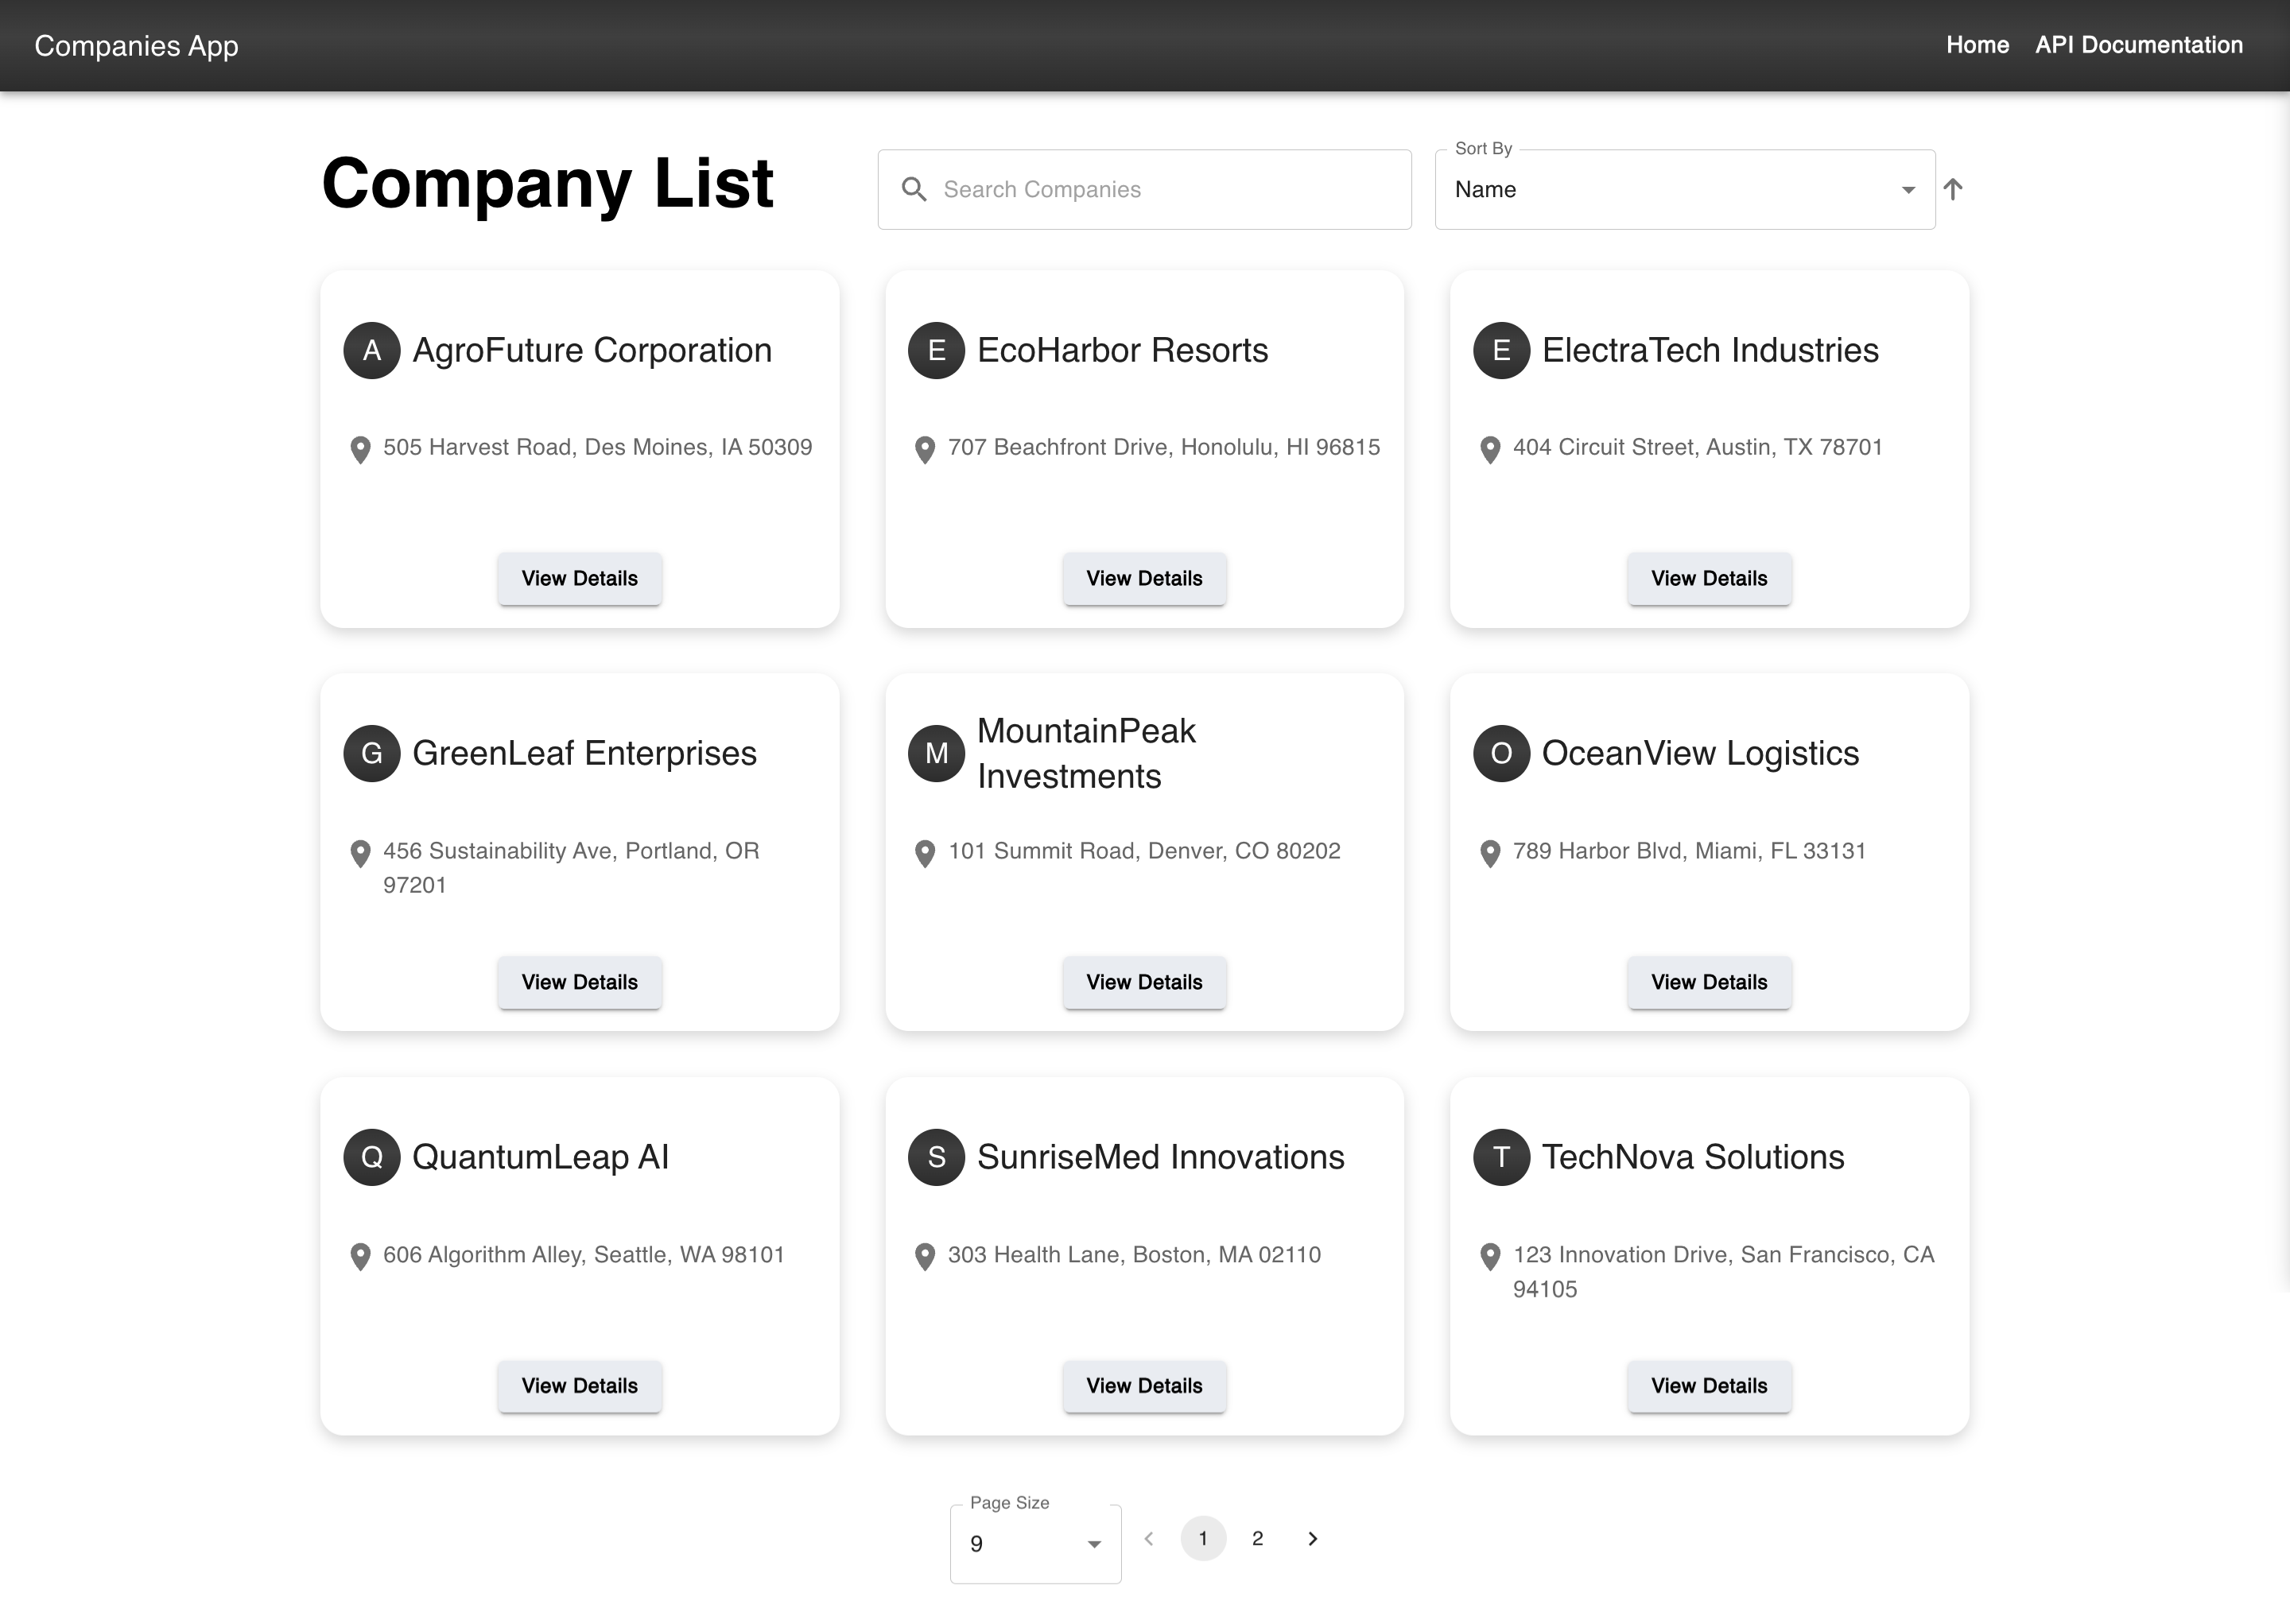 Companies App
Home
API Documentation
Company List
Search Companies
Sort By
Name
A
AgroFuture Corporation
505 Harvest Road, Des Moines, IA 50309
View Details
E
EcoHarbor Resorts
707 Beachfront Drive, Honolulu, HI 96815
View Details
E
ElectraTech Industries
404 Circuit Street, Austin, TX 78701
View Details
G
GreenLeaf Enterprises
456 Sustainability Ave, Portland, OR
97201
View Details
M
MountainPeak
Investments
101 Summit Road, Denver, CO 80202
View Details
O
OceanView Logistics
789 Harbor Blvd, Miami, FL 33131
View Details
Q
QuantumLeap AI
606 Algorithm Alley, Seattle, WA 98101
View Details
S
SunriseMed Innovations
303 Health Lane, Boston, MA 02110
View Details
T
TechNova Solutions
123 Innovation Drive, San Francisco, CA
94105
View Details
Page Size
9
1
2